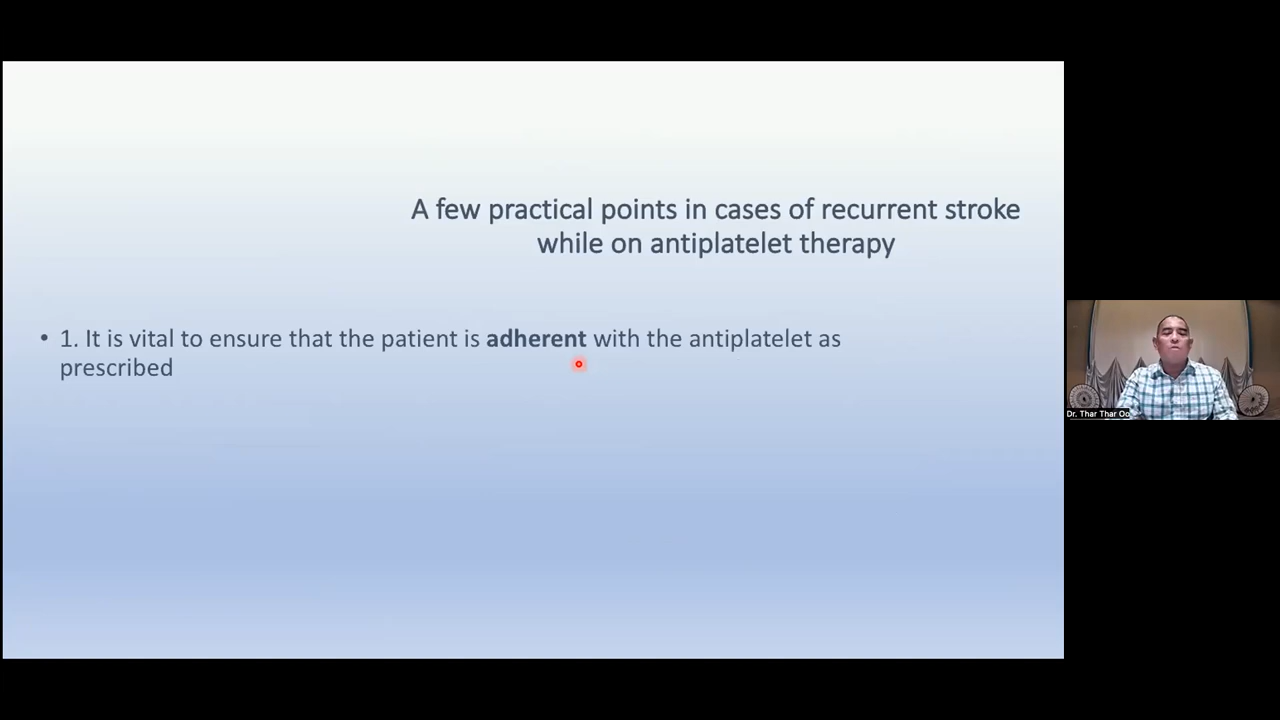 A few practical points in cases of recurrent stroke
while on antiplatelet therapy
• 1. It is vital to ensure that the patient is adherent with the antiplatelet as
prescribed
Dr. Thar Thar Oo